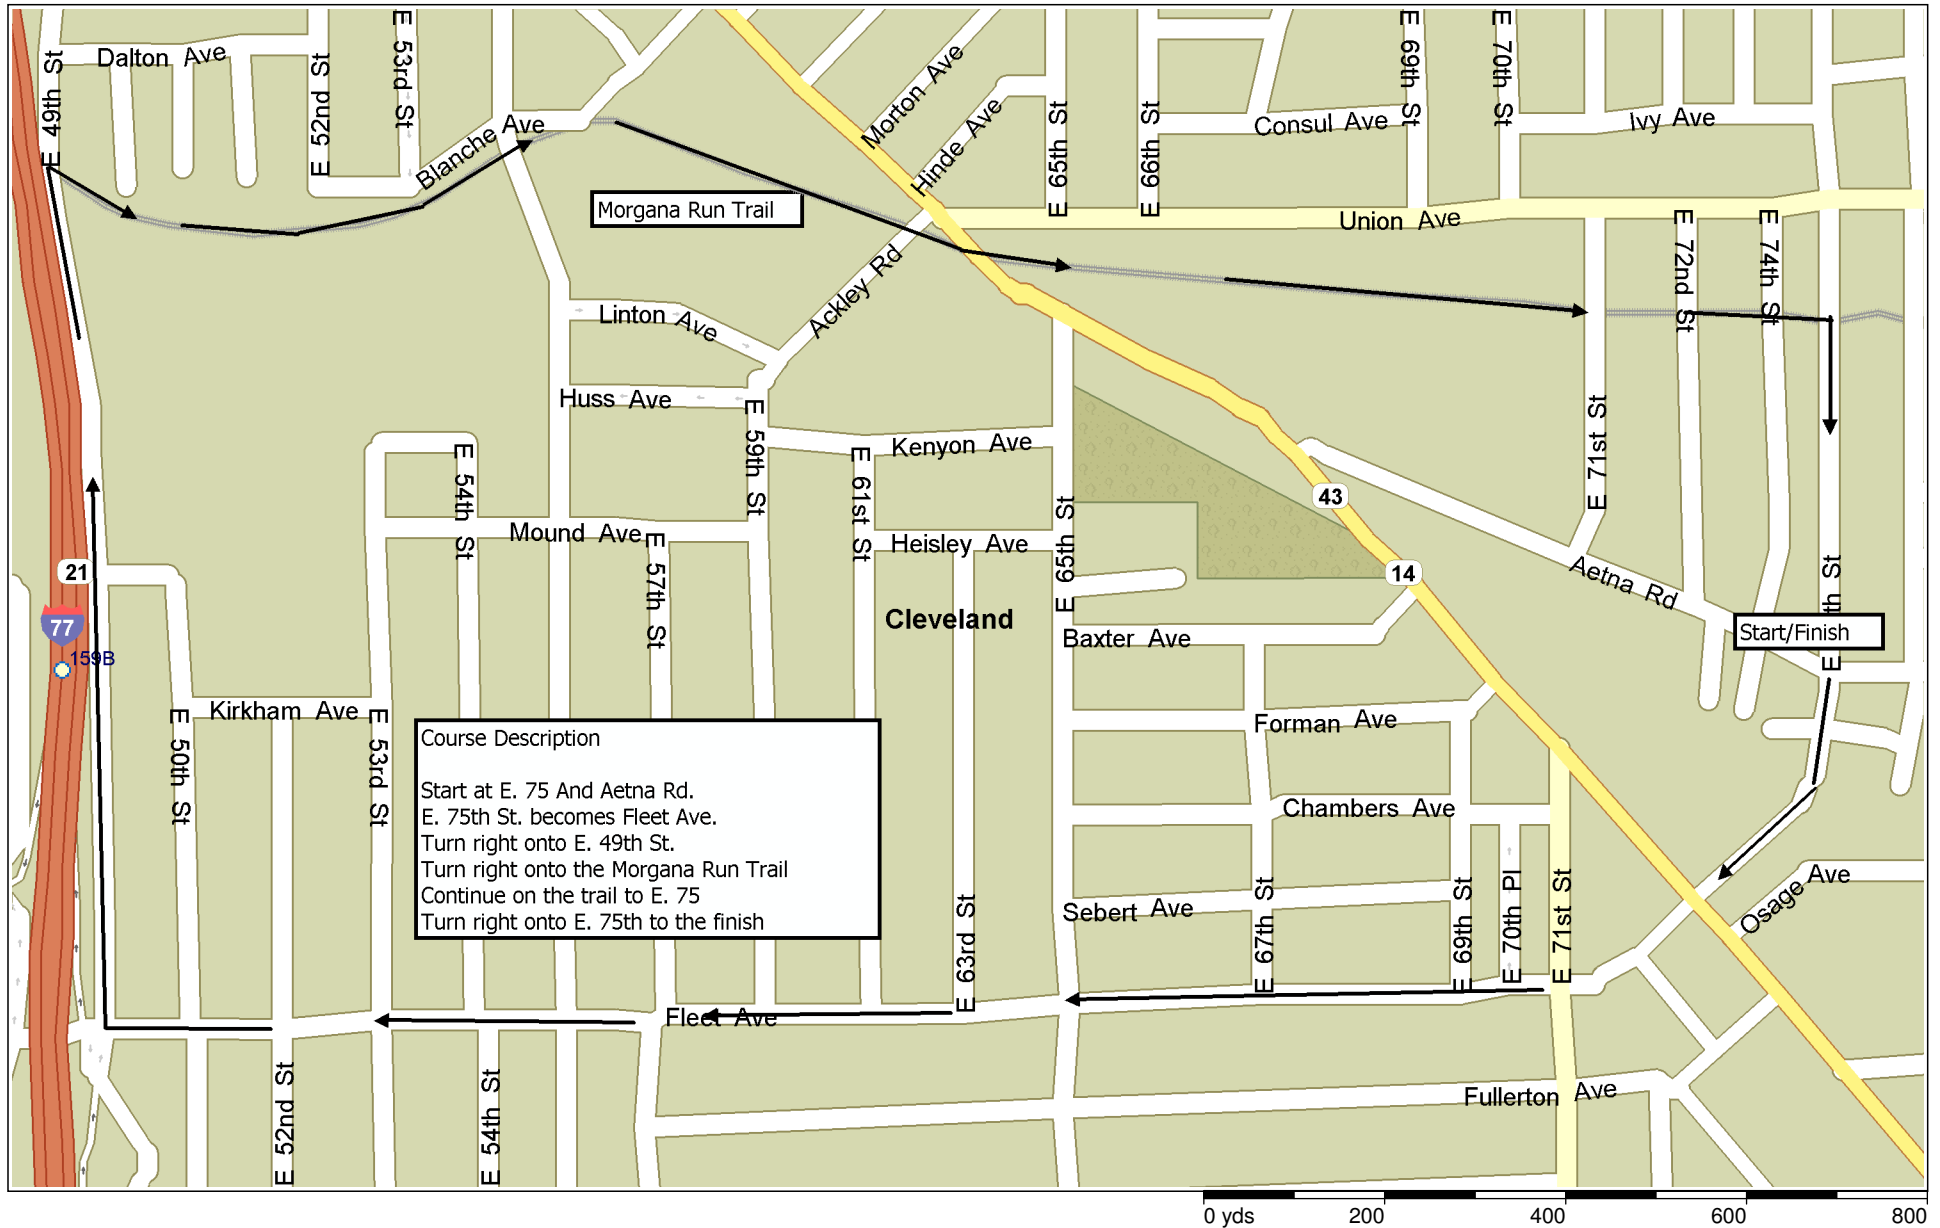 Dalton Ave
E 49th St
E 52nd St
E 53rd St
Blanche Ave
Morton Ave
Hinde Ave
E 65th St
E 66th St
Consul Ave
E 69th St
E 70th St
Ivy Ave
Morgana Run Trail
Union Ave
E 72nd St
E 74th St
Linton Ave
Ackley Rd
Huss Ave
E 59th St
Kenyon Ave
E 71st St
E 54th St
E 61st St
43
Mound Ave
E 57th St
Heisley Ave
E 65th St
14
Aetna Rd
21
77
159B
Cleveland
Baxter Ave
Start/Finish
E
th St
Kirkham Ave
E 50th St
E 53rd St
Forman Ave
Course Description
Start at E. 75 And Aetna Rd.
E. 75th St. becomes Fleet Ave.
Turn right onto E. 49th St.
Turn right onto the Morgana Run Trail
Continue on the trail to E. 75
Turn right onto E. 75th to the finish
Chambers Ave
Sebert Ave
E 63rd St
E 67th St
E 69th St
E 70th Pl
E 71st St
Osage Ave
Fleet Ave
E 52nd St
E 54th St
Fullerton Ave
0 yds 200 400 600 800